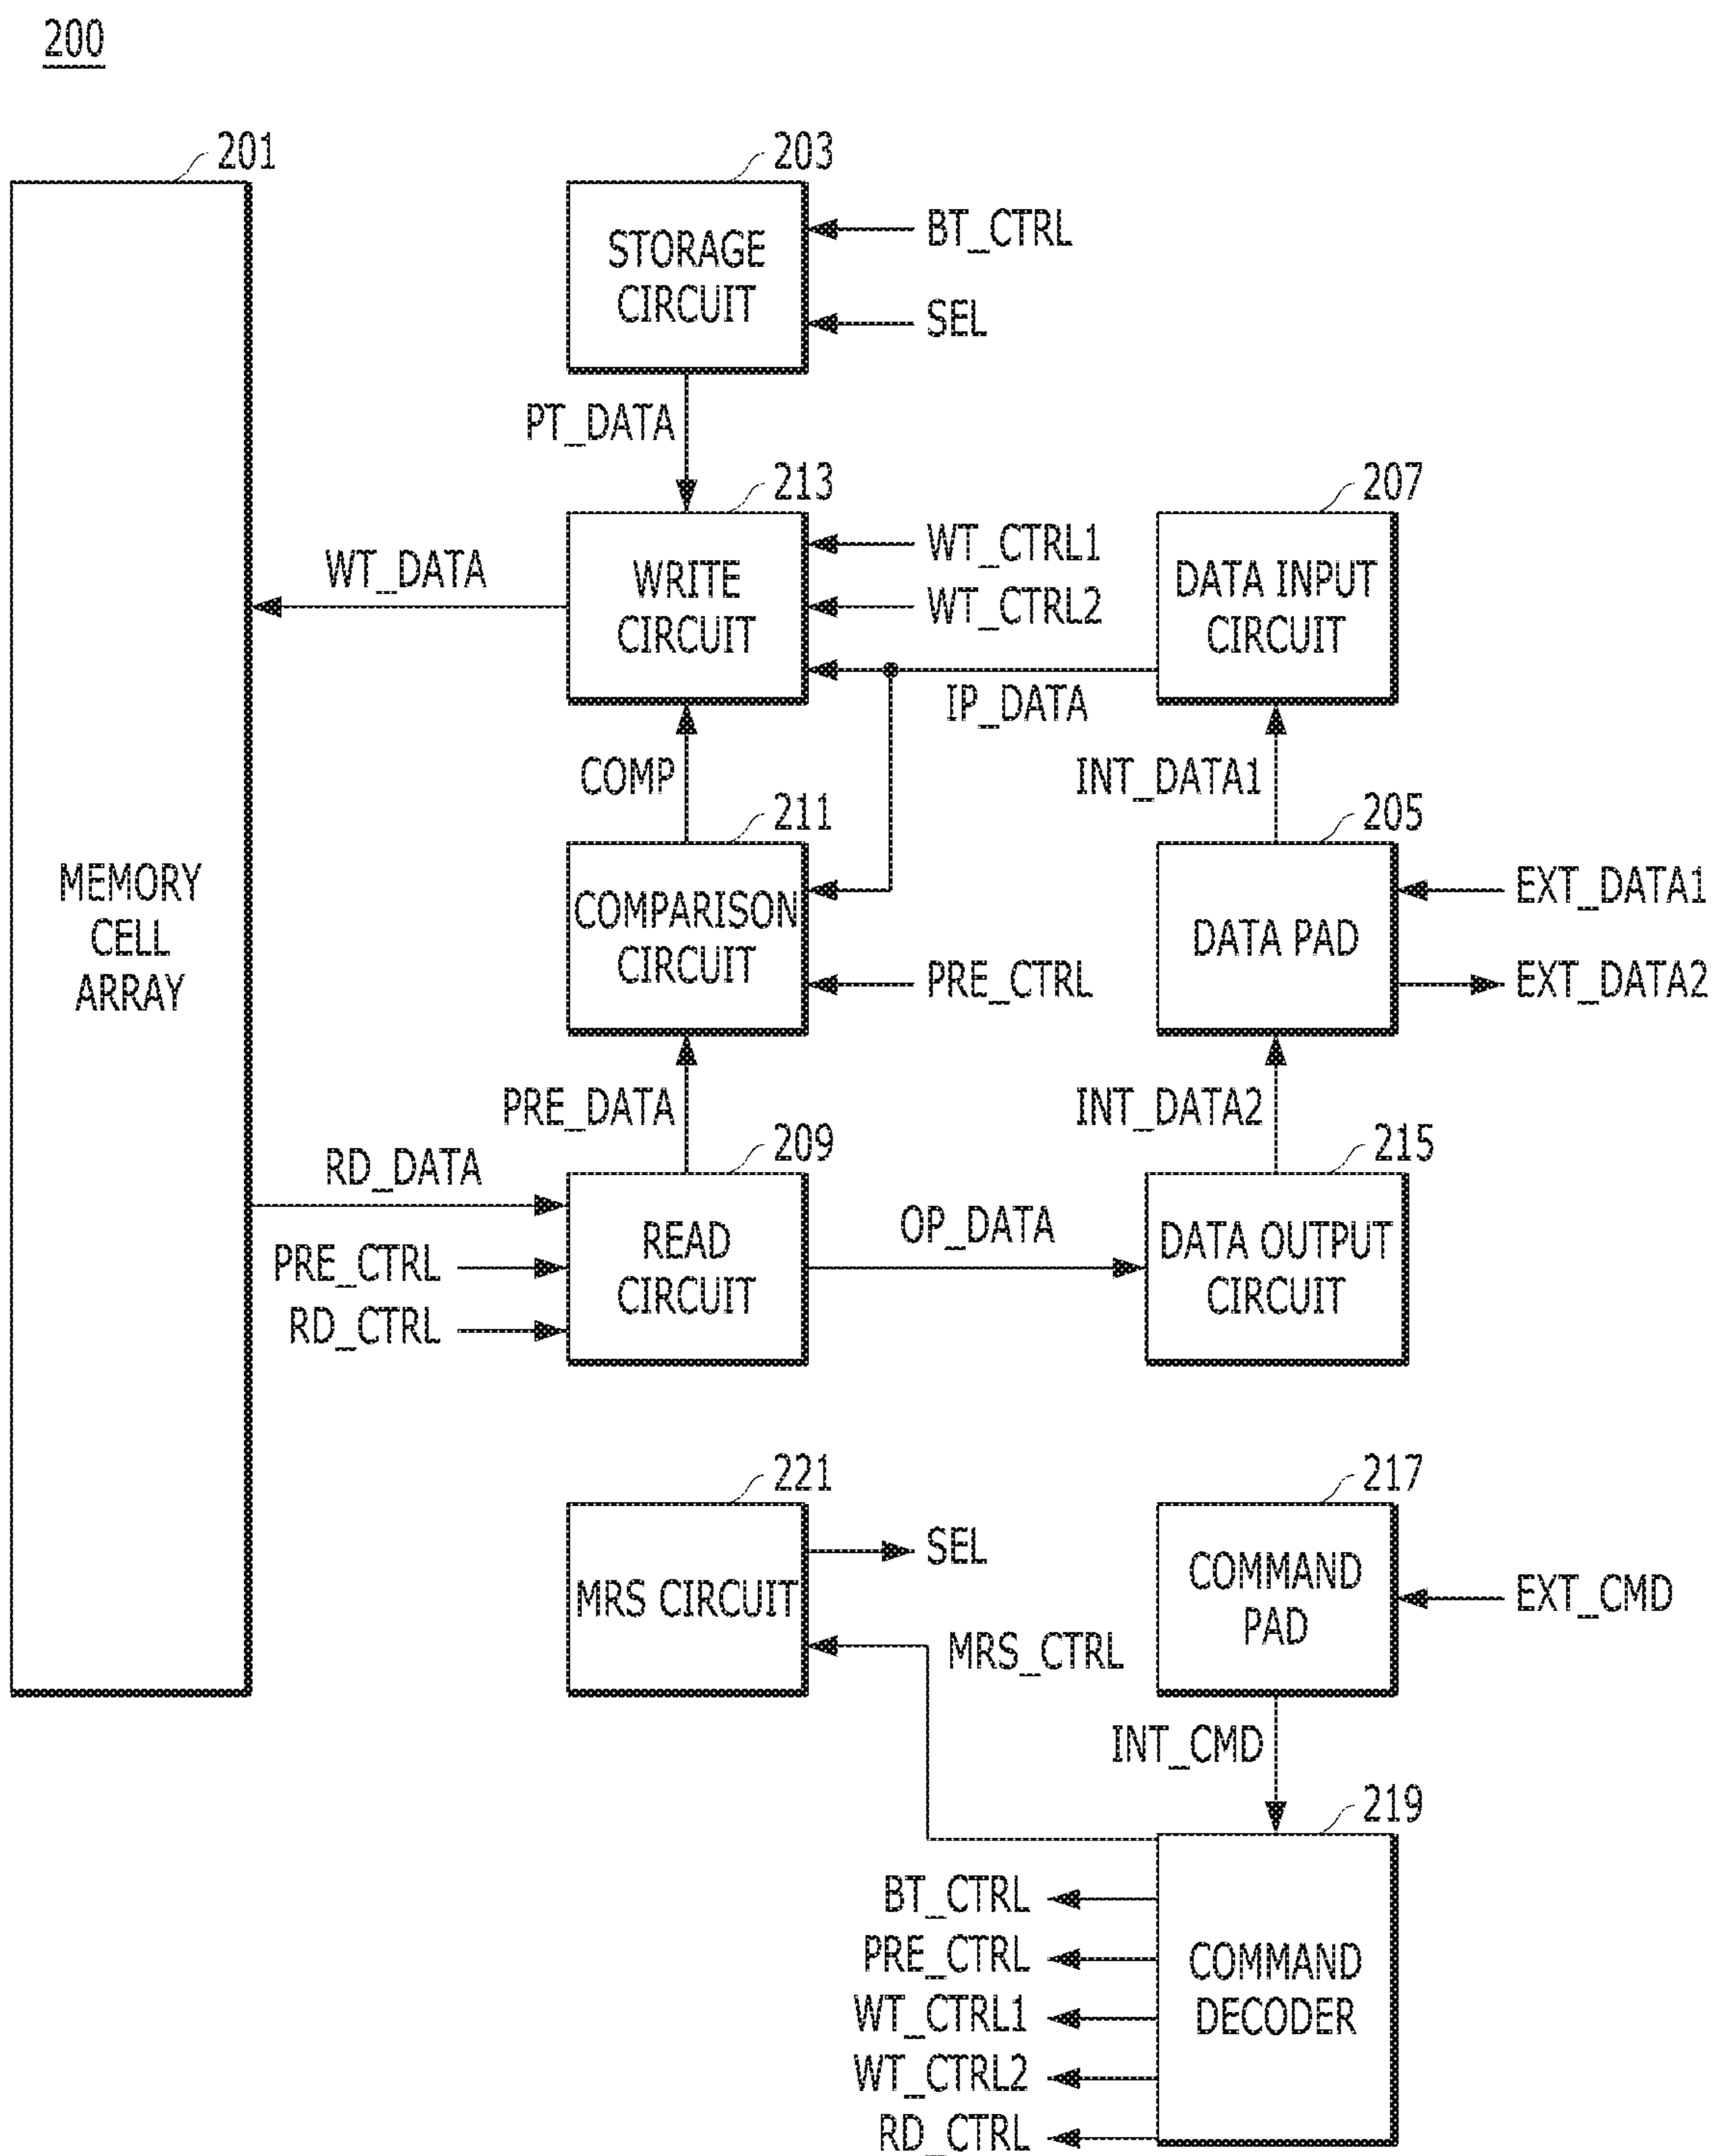 200
201
203
STORAGE
CIRCUIT
BT_CTRL
SEL
PT_DATA
213
207
WT_DATA
WRITE
CIRCUIT
WT_CTRL1
WT_CTRL2
DATA INPUT
CIRCUIT
IP_DATA
COMP
INT_DATA1
211
205
MEMORY
CELL
ARRAY
COMPARISON
CIRCUIT
PRE_CTRL
DATA PAD
EXT_DATA1
EXT_DATA2
PRE_DATA
INT_DATA2
209
215
RD_DATA
PRE_CTRL
RD_CTRL
READ
CIRCUIT
OP_DATA
DATA OUTPUT
CIRCUIT
221
217
MRS CIRCUIT
SEL
MRS_CTRL
COMMAND
PAD
EXT_CMD
INT_CMD
219
BT_CTRL
PRE_CTRL
WT_CTRL1
WT_CTRL2
RD_CTRL
COMMAND
DECODER